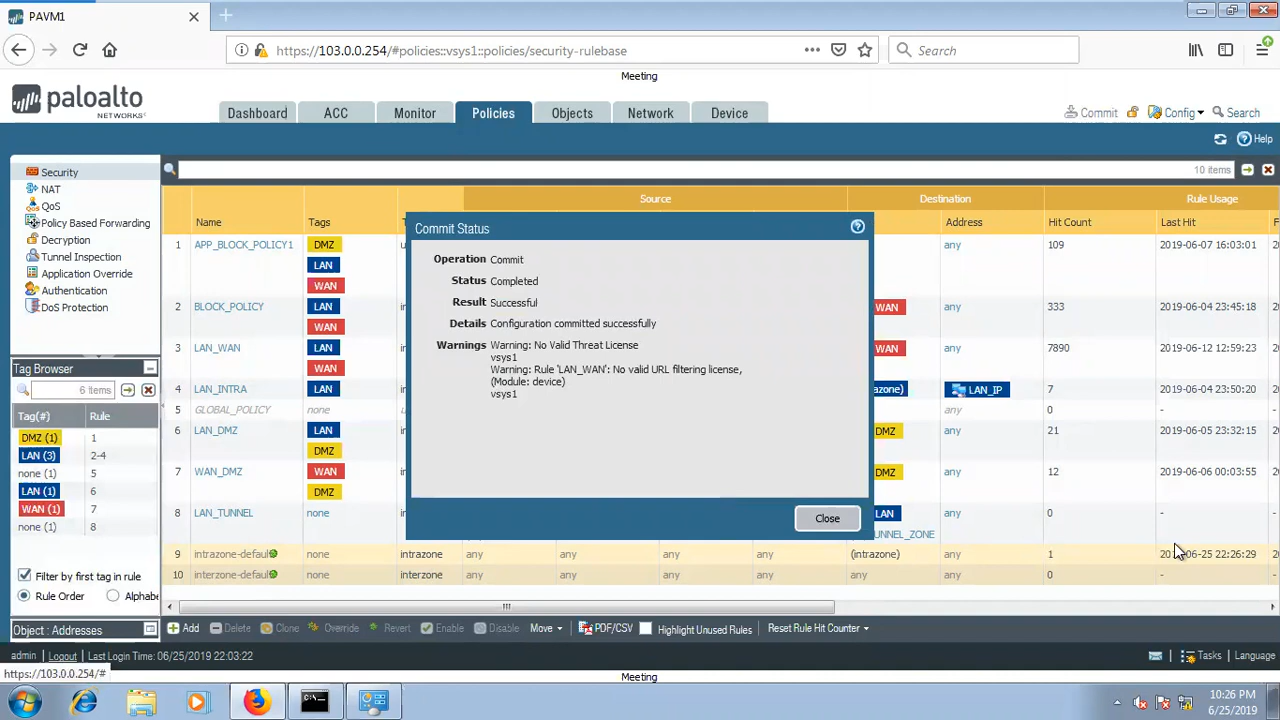 PAVM1
https://103.0.0.254/#policies::vsys1::policies/security-rulebase
Search
Meeting
paloalto
NETWORKS
Dashboard
ACC
Monitor
Policies
Objects
Network
Device
Commit
Config
Search
Help
Security
NAT
QoS
Policy Based Forwarding
Decryption
Tunnel Inspection
Application Override
Authentication
DoS Protection
10 items
Source
Destination
Rule Usage
Name
Tags
Address
Hit Count
Last Hit
1 APP_BLOCK_POLICY1 DMZ any 109 2019-06-07 16:03:01
LAN
WAN
2 BLOCK_POLICY LAN WAN any 333 2019-06-04 23:45:18
WAN
3 LAN_WAN LAN WAN any 7890 2019-06-12 12:59:23
WAN
4 LAN_INTRA LAN LAN_IP 7 2019-06-04 23:50:20
5 GLOBAL_POLICY none any 0 -
6 LAN_DMZ LAN DMZ any 21 2019-06-05 23:32:15
DMZ
7 WAN_DMZ WAN DMZ any 12 2019-06-06 00:03:55
DMZ
8 LAN_TUNNEL none LAN any 0 -
9 intrazone-default none intrazone any any any any (intrazone) any 1 2019-06-25 22:26:29
10 interzone-default none interzone any any any any any any 0 -
Commit Status
Operation Commit
Status Completed
Result Successful
Details Configuration committed successfully
Warnings Warning: No Valid Threat License
vsys1
Warning: Rule 'LAN_WAN': No valid URL filtering license,
(Module: device)
vsys1
Close
Tag Browser
6 items
Tag(#) Rule
DMZ (1) 1
LAN (3) 2-4
none (1) 5
LAN (1) 6
WAN (1) 7
none (1) 8
Filter by first tag in rule
Rule Order
Alphabe
Object : Addresses
Add
Delete
Clone
Override
Revert
Enable
Disable
Move
PDF/CSV
Highlight Unused Rules
Reset Rule Hit Counter
admin
Logout
Last Login Time: 06/25/2019 22:03:22
Tasks
Language
https://103.0.0.254/#
Meeting
10:26 PM
6/25/2019